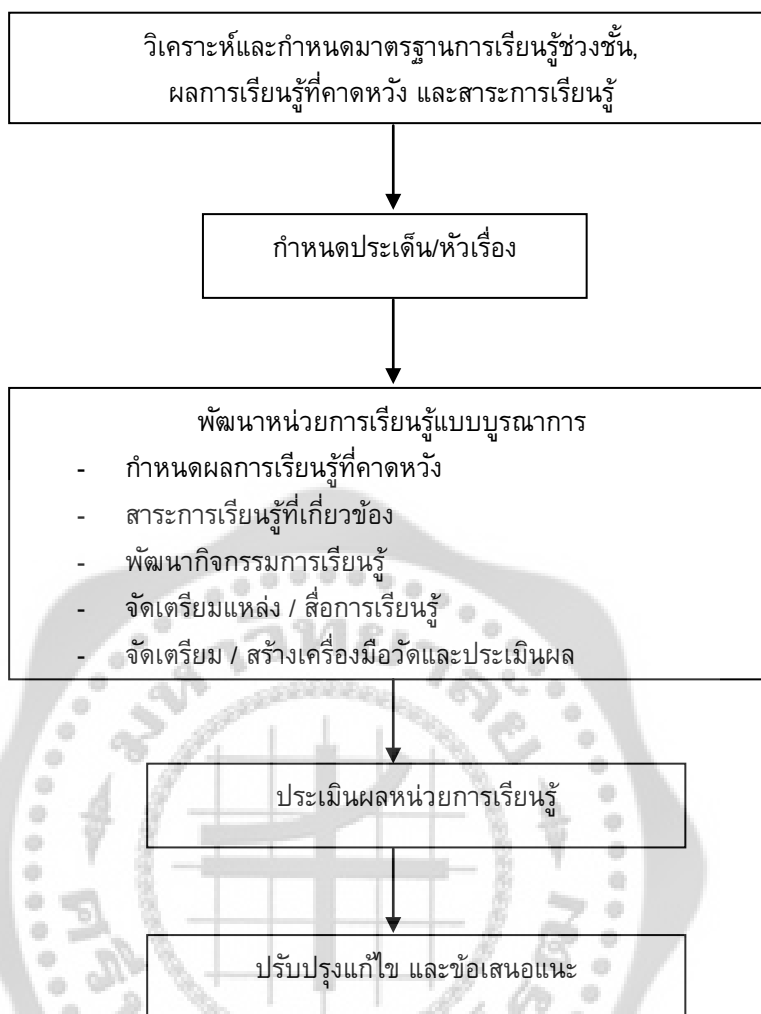 วิเคราะห์และกำหนดมาตรฐานการเรียนรู้ช่วงชั้น,
ผลการเรียนรู้ที่คาดหวัง และสาระการเรียนรู้
กำหนดประเด็น/หัวเรื่อง
พัฒนาหน่วยการเรียนรู้แบบบูรณาการ
- กำหนดผลการเรียนรู้ที่คาดหวัง
- สาระการเรียนรู้ที่เกี่ยวข้อง
- พัฒนากิจกรรมการเรียนรู้
- จัดเตรียมแหล่ง / สื่อการเรียนรู้
- จัดเตรียม / สร้างเครื่องมือวัดและประเมินผล
มหาวิทยาลัย
ประเมินผลหน่วยการเรียนรู้
ปรับปรุงแก้ไข และข้อเสนอแนะ